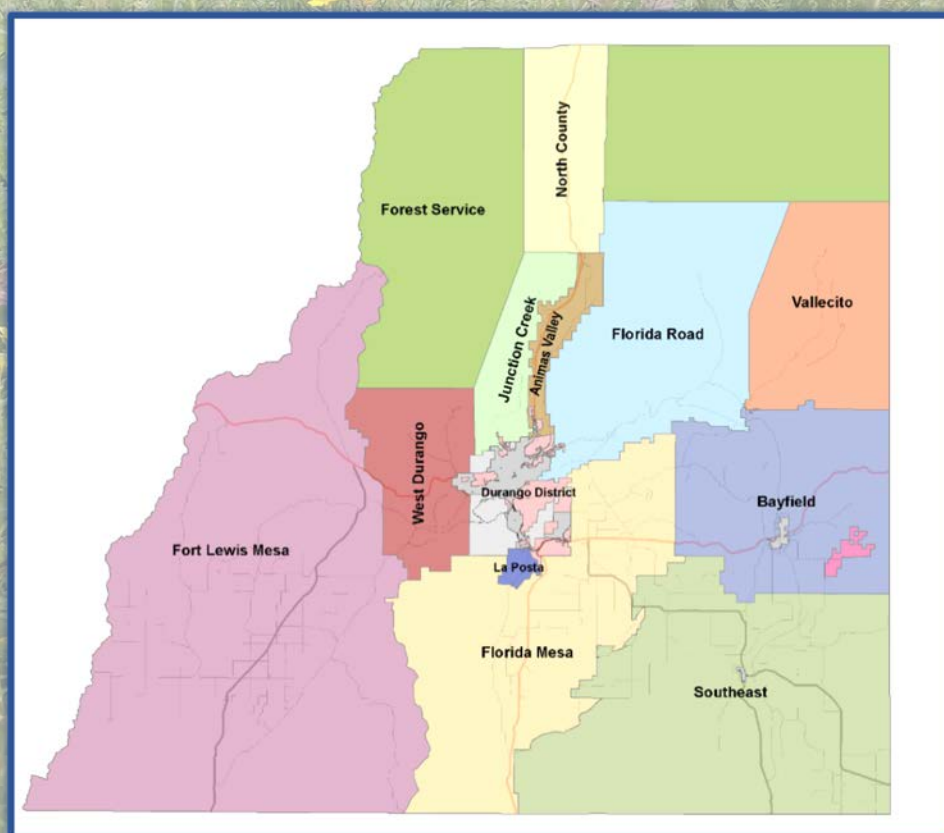 North County
Forest Service
Vallecito
Junction Creek
Animas Valley
Florida Road
West Durango
Durango District
Bayfield
Fort Lewis Mesa
La Posta
Florida Mesa
Southeast